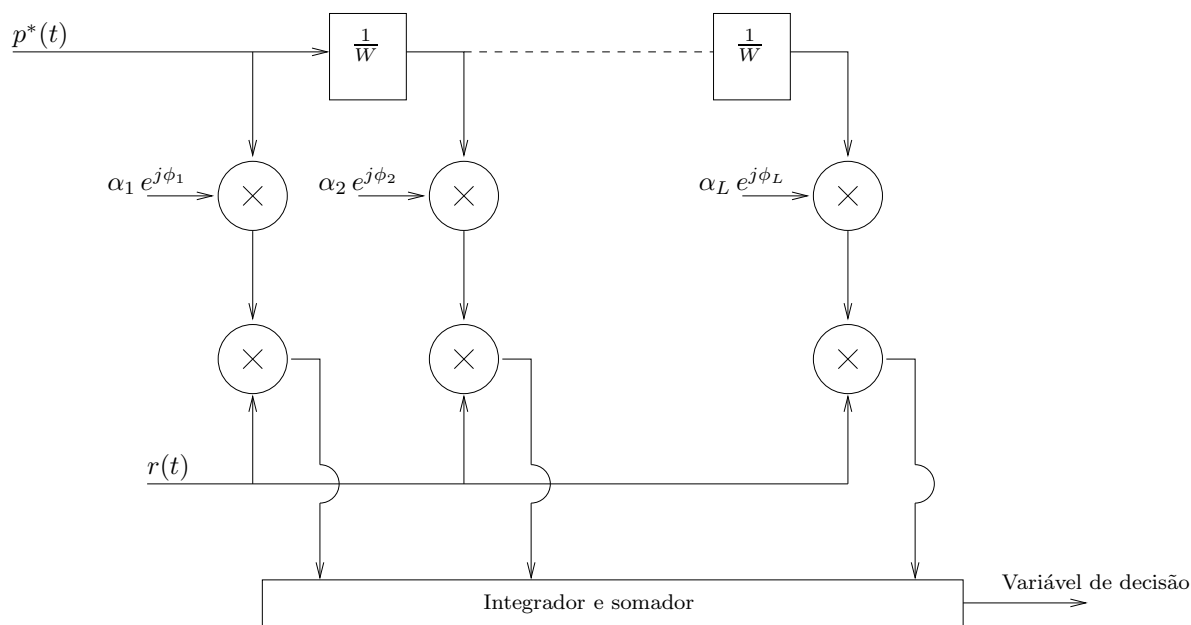 p*(t)
1/W
1/W
α₁ e^{jϕ₁}
α₂ e^{jϕ₂}
α_L e^{jϕ_L}
r(t)
Variável de decisão
Integrador e somador